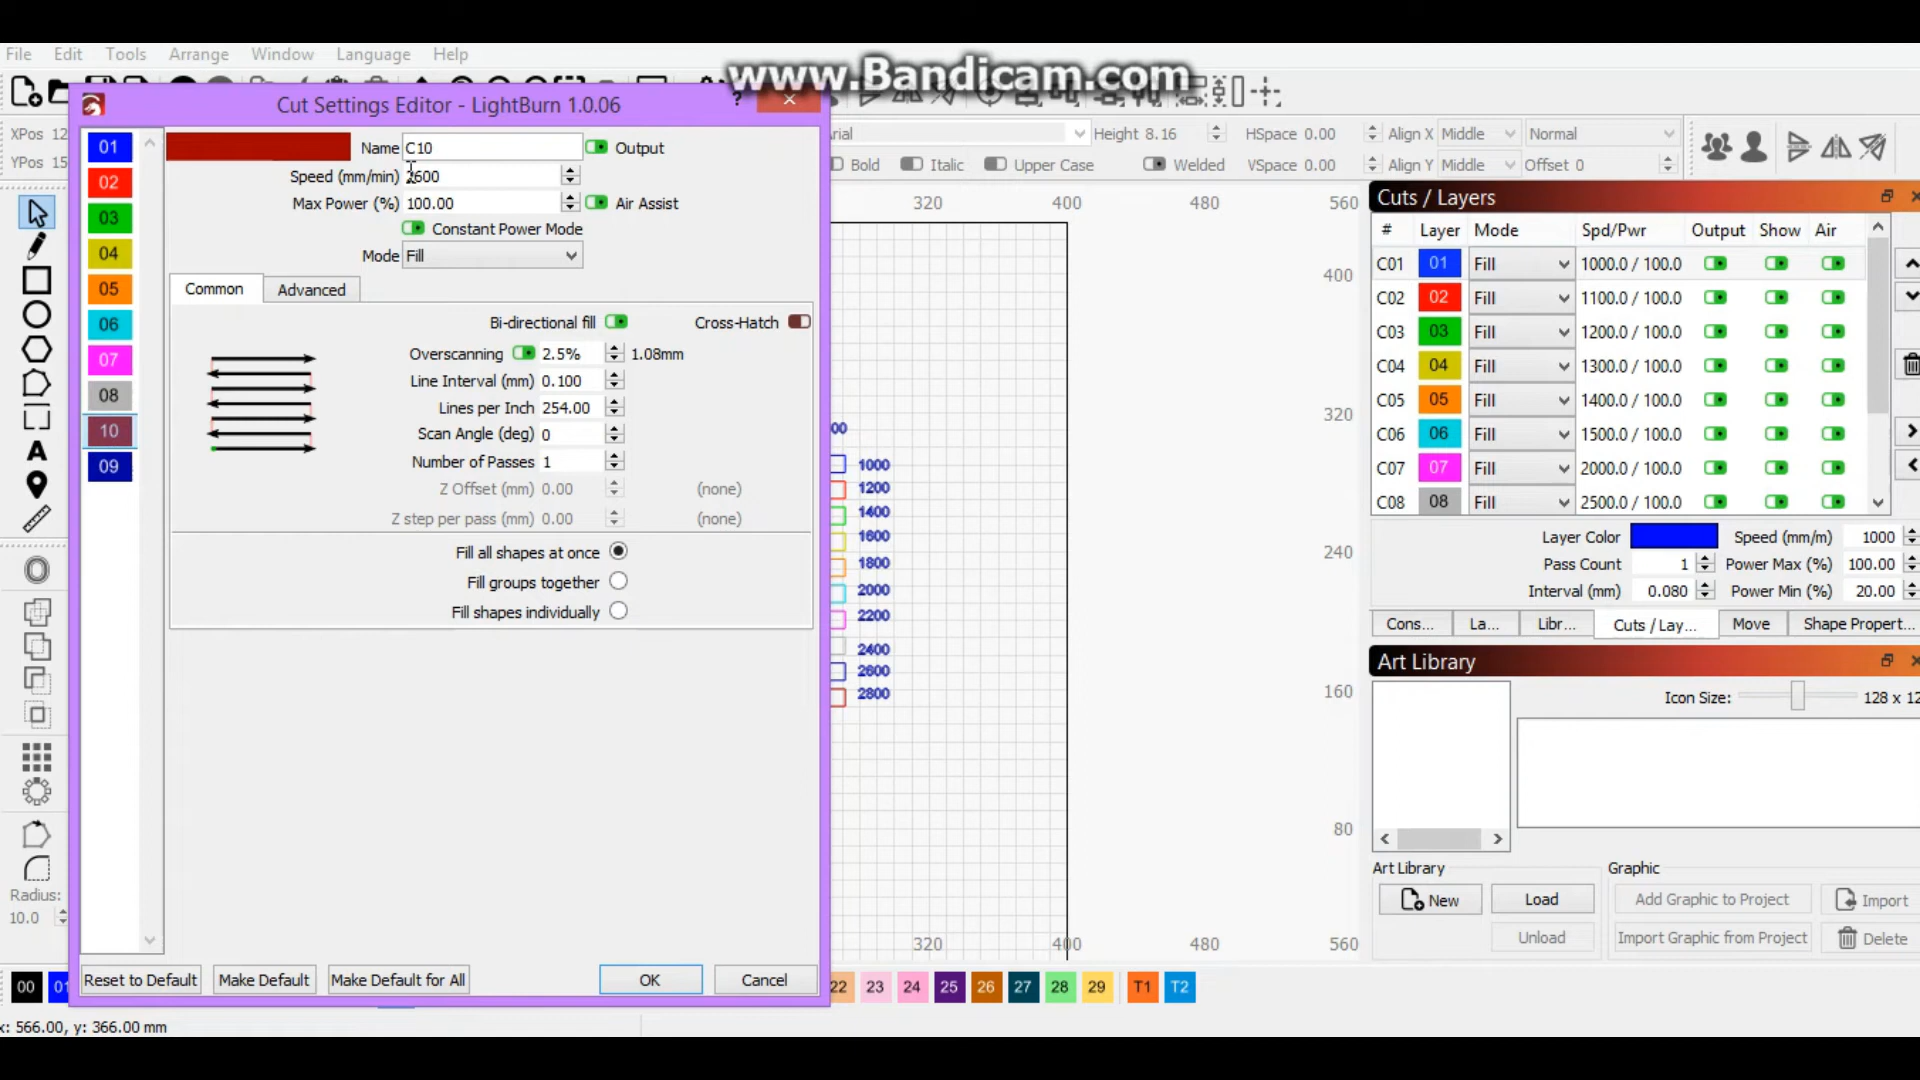 www.Bandicam.com
File Edit Tools Arrange Window Language Help
Cut Settings Editor - LightBurn 1.0.06 ?
01
02
03
04
05
06
07
08
10
09
Name C10 Output
Speed (mm/min) 2600
Max Power (%) 100.00 Air Assist
Constant Power Mode
Mode Fill
Common Advanced
Bi-directional fill Cross-Hatch
Overscanning 2.5% 1.08mm
Line Interval (mm) 0.100
Lines per Inch 254.00
Scan Angle (deg) 0
Number of Passes 1
Z Offset (mm) 0.00 (none)
Z step per pass (mm) 0.00 (none)
Fill all shapes at once
Fill groups together
Fill shapes individually
Reset to Default Make Default Make Default for All OK Cancel
XPos 12
YPos 15
Radius:
10.0
Height 8.16 HSpace 0.00 Align X Middle Normal
Bold Italic Upper Case Welded VSpace 0.00 Align Y Middle Offset 0
320 400 480 560
400
320
240
160
80
320 400 480 560
1000
1200
1400
1600
1800
2000
2200
2400
2600
2800
Cuts / Layers
# Layer Mode Spd/Pwr Output Show Air
C01 01 Fill 1000.0 / 100.0
C02 02 Fill 1100.0 / 100.0
C03 03 Fill 1200.0 / 100.0
C04 04 Fill 1300.0 / 100.0
C05 05 Fill 1400.0 / 100.0
C06 06 Fill 1500.0 / 100.0
C07 07 Fill 2000.0 / 100.0
C08 08 Fill 2500.0 / 100.0
Layer Color Speed (mm/m) 1000
Pass Count 1 Power Max (%) 100.00
Interval (mm) 0.080 Power Min (%) 20.00
Cons... La... Libr... Cuts / Lay... Move Shape Propert...
Art Library
Icon Size: 128 x 12
Art Library Graphic
New Load Add Graphic to Project Import
Unload Import Graphic from Project Delete
00 01 22 23 24 25 26 27 28 29 T1 T2
x: 566.00, y: 366.00 mm